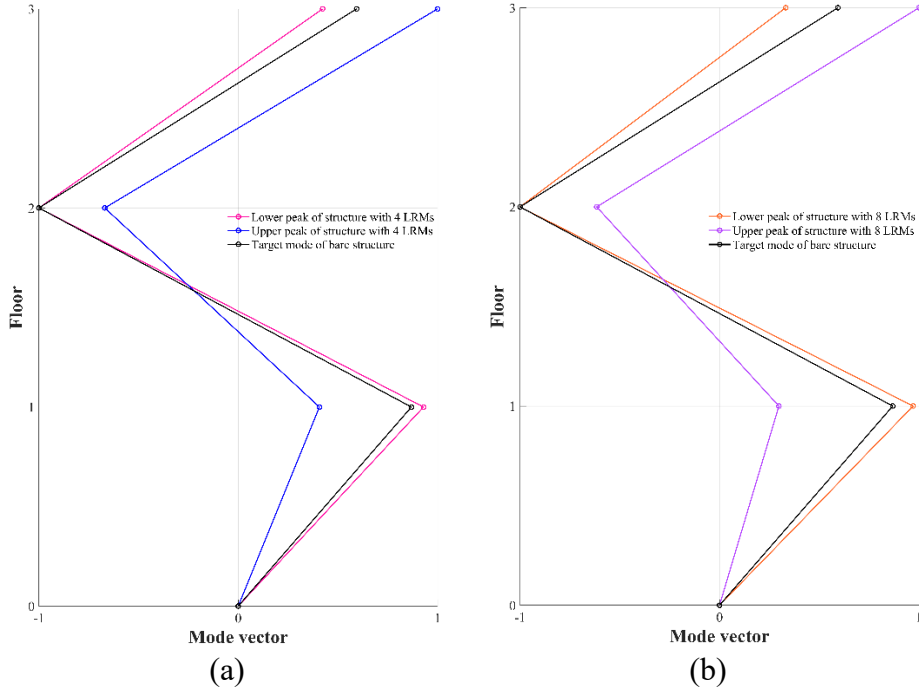 3
2
1
0
-1
0
1
Floor
Mode vector
Lower peak of structure with 4 LRMs
Upper peak of structure with 4 LRMs
Target mode of bare structure
(a)
3
2
1
0
-1
0
1
Floor
Mode vector
Lower peak of structure with 8 LRMs
Upper peak of structure with 8 LRMs
Target mode of bare structure
(b)